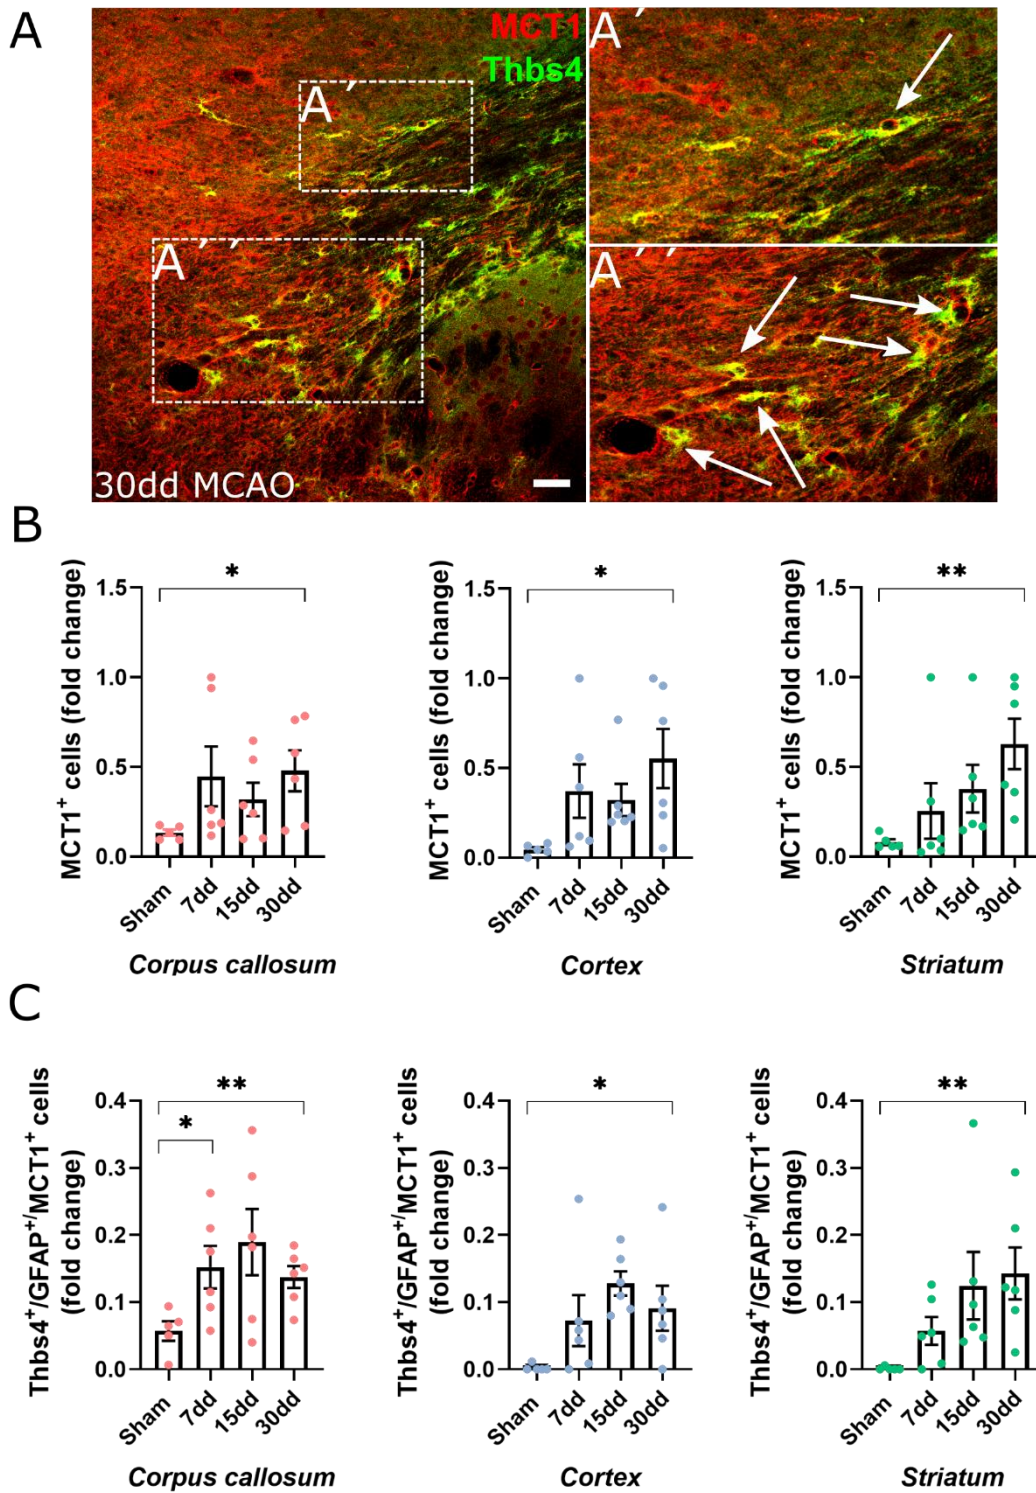 A
MCT1
Thbs4
A´
A´
A´´
A´´
30dd MCAO
B
MCT1⁺ cells (fold change)
1.5
1.0
0.5
0.0
*
Sham
7dd
15dd
30dd
Corpus callosum
MCT1⁺ cells (fold change)
1.5
1.0
0.5
0.0
*
Sham
7dd
15dd
30dd
Cortex
MCT1⁺ cells (fold change)
1.5
1.0
0.5
0.0
**
Sham
7dd
15dd
30dd
Striatum
C
Thbs4⁺/GFAP⁺/MCT1⁺ cells
(fold change)
0.4
0.3
0.2
0.1
0.0
**
*
Sham
7dd
15dd
30dd
Corpus callosum
Thbs4⁺/GFAP⁺/MCT1⁺ cells
(fold change)
0.4
0.3
0.2
0.1
0.0
*
Sham
7dd
15dd
30dd
Cortex
Thbs4⁺/GFAP⁺/MCT1⁺ cells
(fold change)
0.4
0.3
0.2
0.1
0.0
**
Sham
7dd
15dd
30dd
Striatum